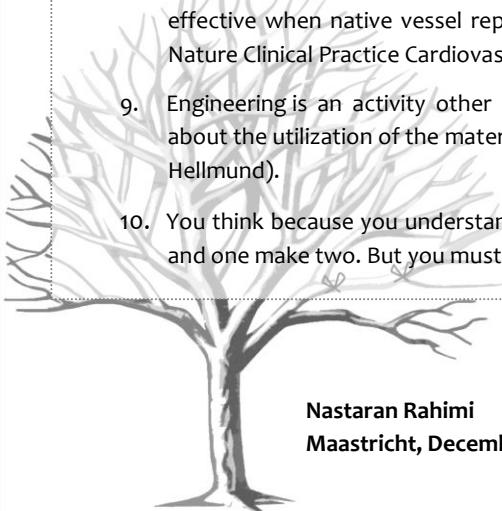 effective when native vessel rep
Nature Clinical Practice Cardiovas
9. Engineering is an activity other
about the utilization of the mater
Hellmund).
10. You think because you understan
and one make two. But you must
Nastaran Rahimi
Maastricht, Decem